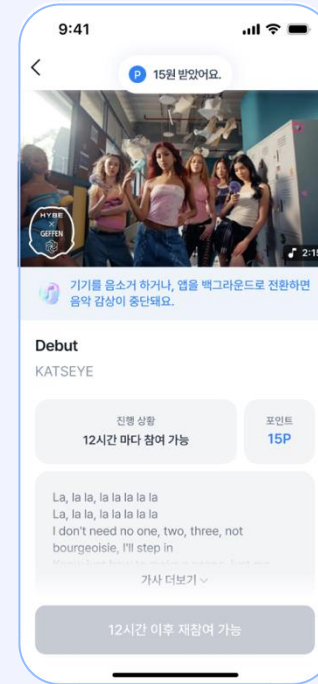 9:41
P 15원 받았어요.
HYBE
×
GEFFEN
2:15
기기를 음소거 하거나, 앱을 백그라운드로 전환하면
음악 감상이 중단돼요.
Debut
KATSEYE
진행 상황
12시간 마다 참여 가능
포인트
15P
La, la la, la la la la la
La, la la, la la la la la
I don't need no one, two, three, not
bourgeoisie, I'll step in
가사 더보기
12시간 이후 재참여 가능